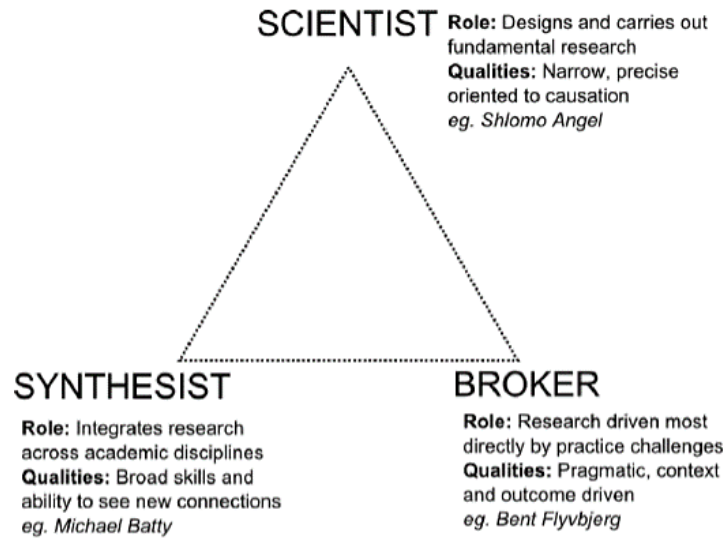 SCIENTIST
Role: Designs and carries out
fundamental research
Qualities: Narrow, precise
oriented to causation
eg. Shlomo Angel
SYNTHESIST
Role: Integrates research
across academic disciplines
Qualities: Broad skills and
ability to see new connections
eg. Michael Batty
BROKER
Role: Research driven most
directly by practice challenges
Qualities: Pragmatic, context
and outcome driven
eg. Bent Flyvbjerg